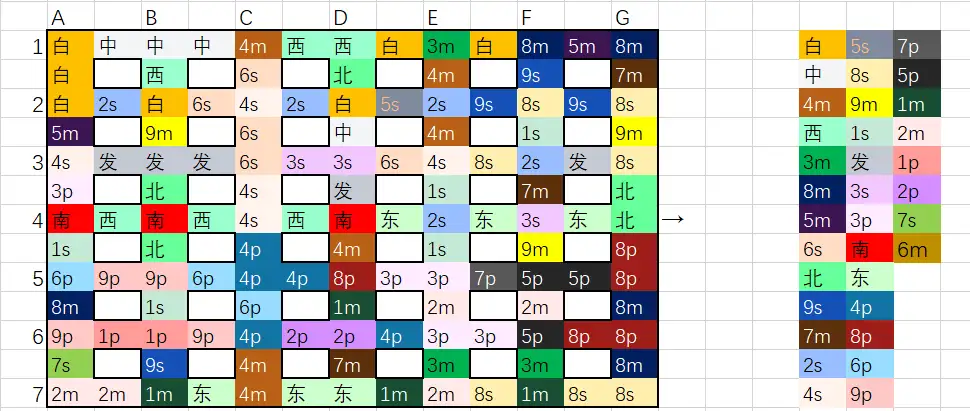 A B C D E F G
1 白 中 中 中 4m 西 西 白 3m 白 8m 5m 8m 白 5s 7p
白 西 6s 北 4m 9s 7m 中 8s 5p
2 白 2s 白 6s 4s 2s 白 5s 2s 9s 8s 9s 8s 4m 9m 1m
5m 9m 6s 中 4m 1s 9m 西 1s 2m
3 4s 发 发 发 6s 3s 3s 6s 4s 8s 2s 发 8s 3m 发 1p
3p 北 4s 发 1s 7m 北 8m 3s 2p
4 南 西 南 西 4s 西 南 东 2s 东 3s 东 北 → 5m 3p 7s
1s 北 4p 4m 1s 9m 8p 6s 南 6m
5 6p 9p 9p 6p 4p 4p 8p 3p 3p 7p 5p 5p 8p 北 东
8m 1s 6p 1m 2m 2m 8m 9s 4p
6 9p 1p 1p 9p 4p 2p 2p 4p 3p 3p 5p 8p 8p 7m 8p
7s 9s 4m 7m 3m 3m 8m 2s 6p
7 2m 2m 1m 东 4m 东 东 1m 2m 8s 1m 8s 8s 4s 9p